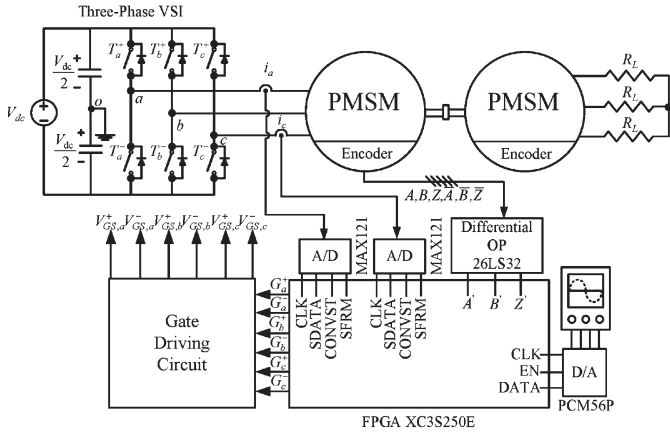 Three-Phase VSI
V_dc
V_dc/2
V_dc/2
o
T_a^+ T_b^+ T_c^+
a
b
c
T_a^- T_b^- T_c^-
i_a
i_c
PMSM
Encoder
PMSM
Encoder
R_L
R_L
R_L
A,B,Z,A̅,B̅,Z̅
V_GS,a^+ V_GS,a^- V_GS,b^+ V_GS,b^- V_GS,c^+ V_GS,c^-
A/D
MAX121
A/D
MAX121
Differential
OP
26LS32
CLK
SDATA
CONVST
SFRM
CLK
SDATA
CONVST
SFRM
A' B' Z'
Gate
Driving
Circuit
G_a^+
G_a^-
G_b^+
G_b^-
G_c^+
G_c^-
CLK
EN
DATA
D/A
PCM56P
FPGA XC3S250E